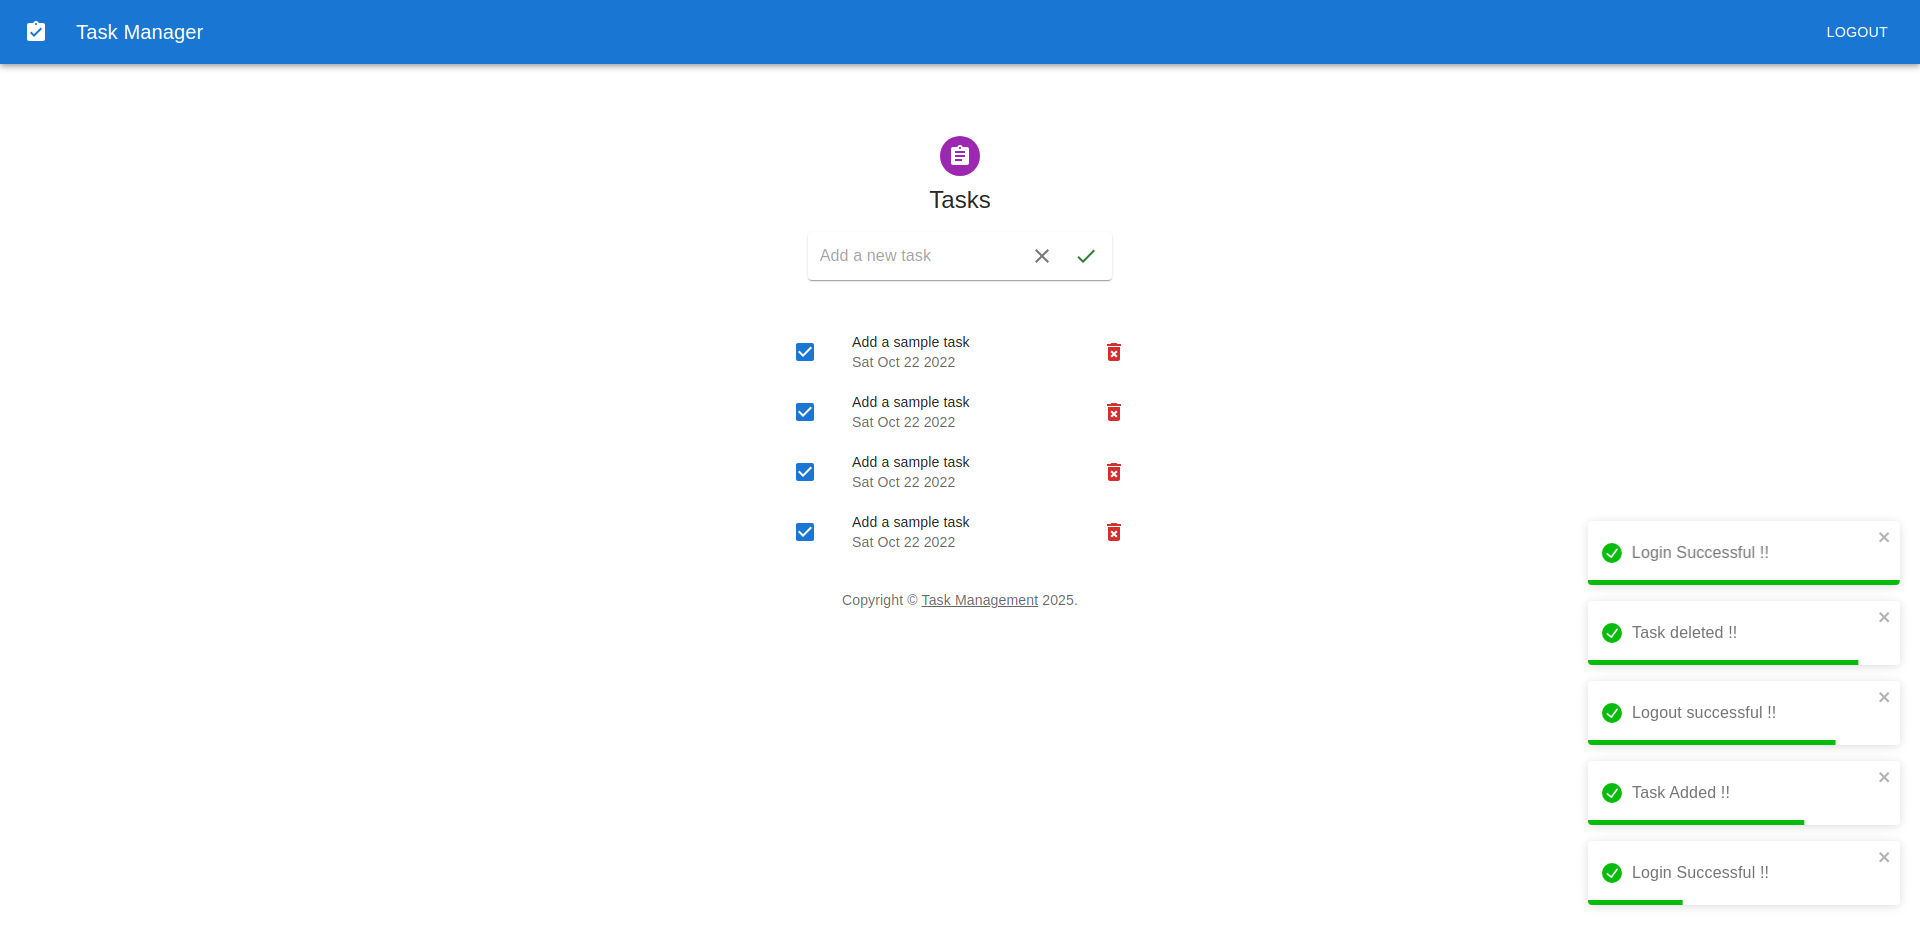 Task Manager
LOGOUT
Tasks
Add a new task
Add a sample task
Sat Oct 22 2022
Add a sample task
Sat Oct 22 2022
Add a sample task
Sat Oct 22 2022
Add a sample task
Sat Oct 22 2022
Copyright © Task Management 2025.
Login Successful !!
Task deleted !!
Logout successful !!
Task Added !!
Login Successful !!